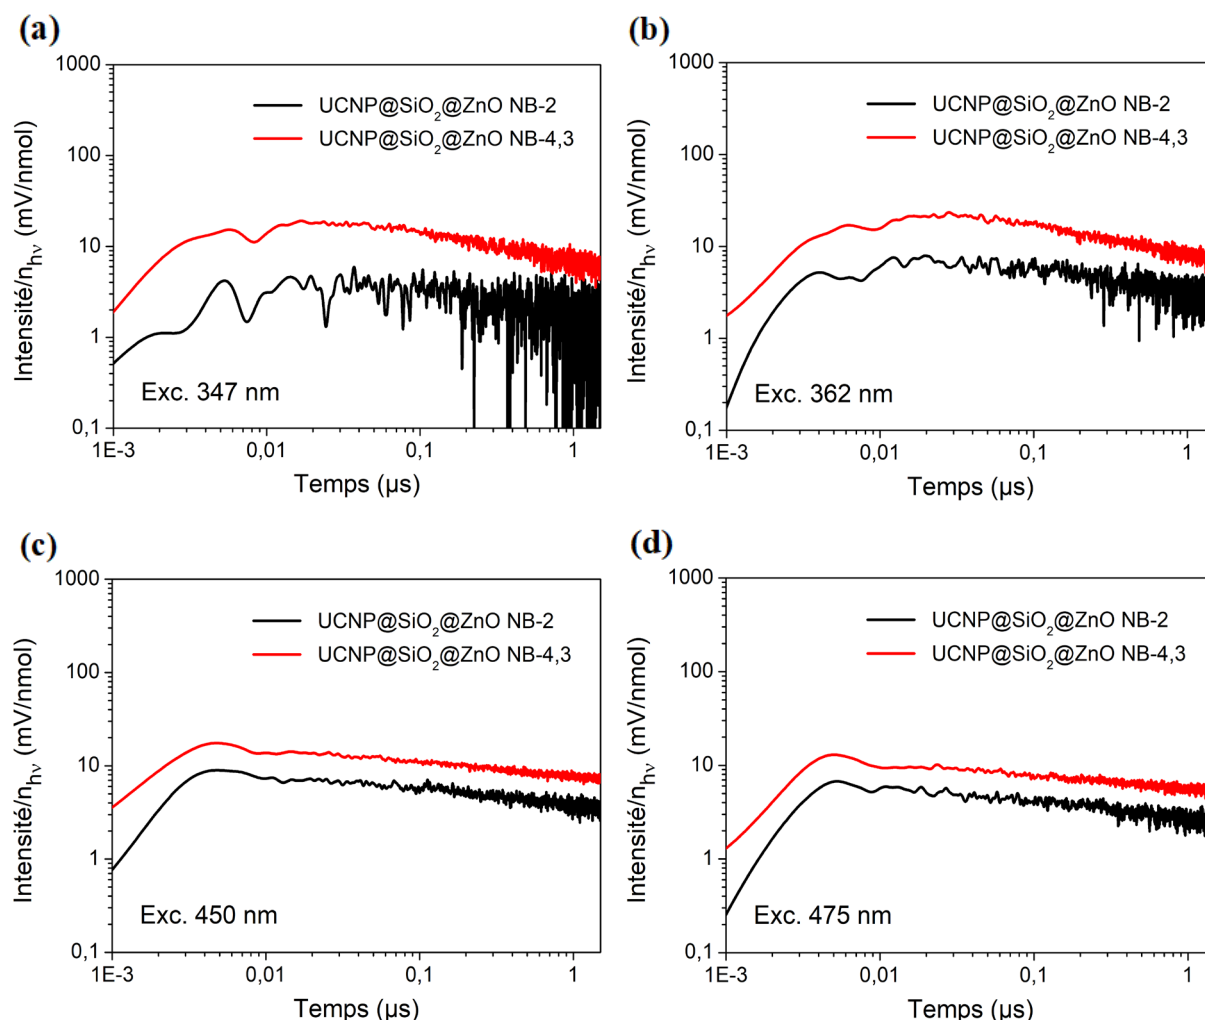 (a)
1000
100
10
1
0,1
1E-3
0,01
0,1
1
Intensité/n_hν (mV/nmol)
Temps (µs)
UCNP@SiO₂@ZnO NB-2
UCNP@SiO₂@ZnO NB-4,3
Exc. 347 nm
(b)
1000
100
10
1
0,1
1E-3
0,01
0,1
1
Intensité/n_hν (mV/nmol)
Temps (µs)
UCNP@SiO₂@ZnO NB-2
UCNP@SiO₂@ZnO NB-4,3
Exc. 362 nm
(c)
1000
100
10
1
0,1
1E-3
0,01
0,1
1
Intensité/n_hν (mV/nmol)
Temps (µs)
UCNP@SiO₂@ZnO NB-2
UCNP@SiO₂@ZnO NB-4,3
Exc. 450 nm
(d)
1000
100
10
1
0,1
1E-3
0,01
0,1
1
Intensité/n_hν (mV/nmol)
Temps (µs)
UCNP@SiO₂@ZnO NB-2
UCNP@SiO₂@ZnO NB-4,3
Exc. 475 nm